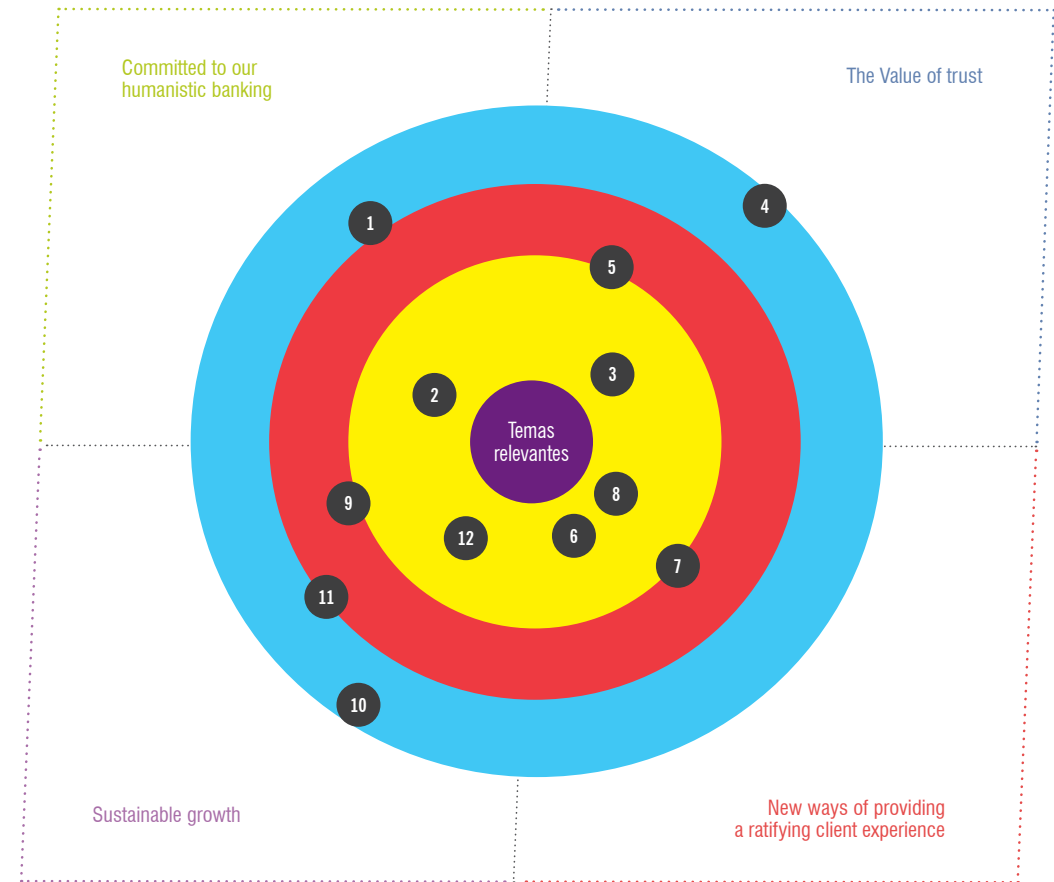 Committed to our
humanistic banking
The Value of trust
1
4
5
3
2
Temas
relevantes
8
9
6
12
7
11
10
Sustainable growth
New ways of providing
a ratifying client experience